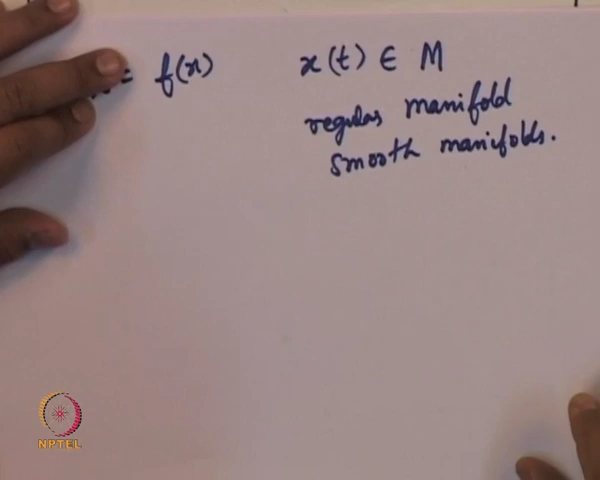 = f(x) x(t) ∈ M
regular manifold
smooth manifolds.
NPTEL